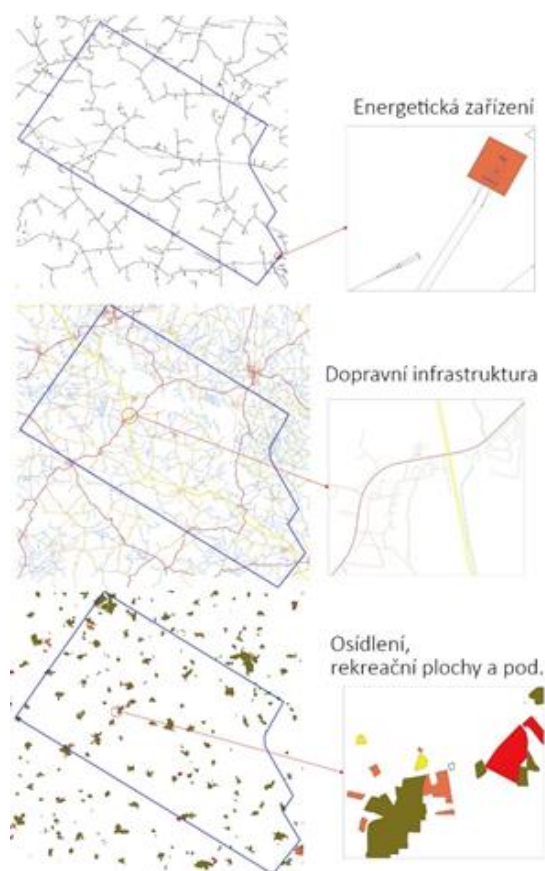 Energetická zařízení
Dopravní infrastruktura
Osídlení,
rekreační plochy a pod.